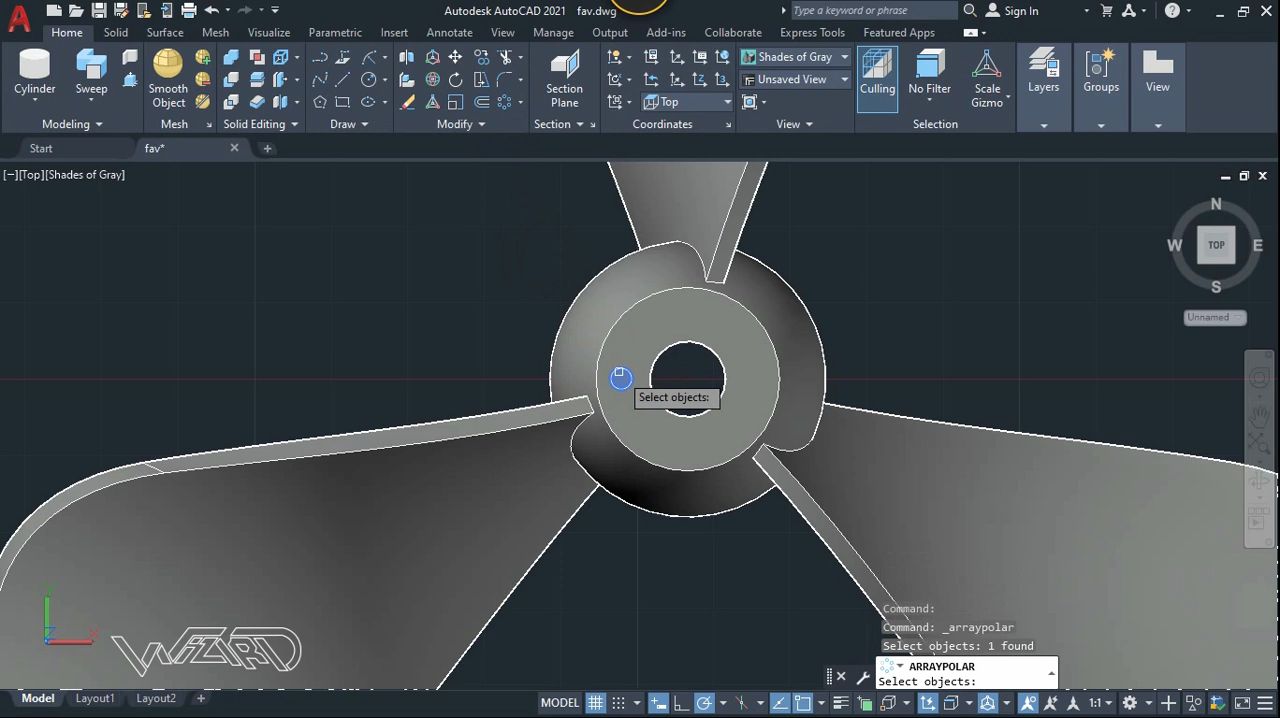 Autodesk AutoCAD 2021 fav.dwg
Type a keyword or phrase
Sign In
Home Solid Surface Mesh Visualize Parametric Insert Annotate View Manage Output Add-ins Collaborate Express Tools Featured Apps
Shades of Gray
Unsaved View
Top
Cylinder Sweep Smooth Object Section Plane Culling No Filter Scale Gizmo Layers Groups View
Modeling Mesh Solid Editing Draw Modify Section Coordinates View Selection
Start fav*
[−][Top][Shades of Gray]
N
W TOP E
S
Unnamed
Select objects:
Command:
Command: _arraypolar
Select objects: 1 found
ARRAYPOLAR
Select objects:
WIZARD
Model Layout1 Layout2
MODEL 1:1